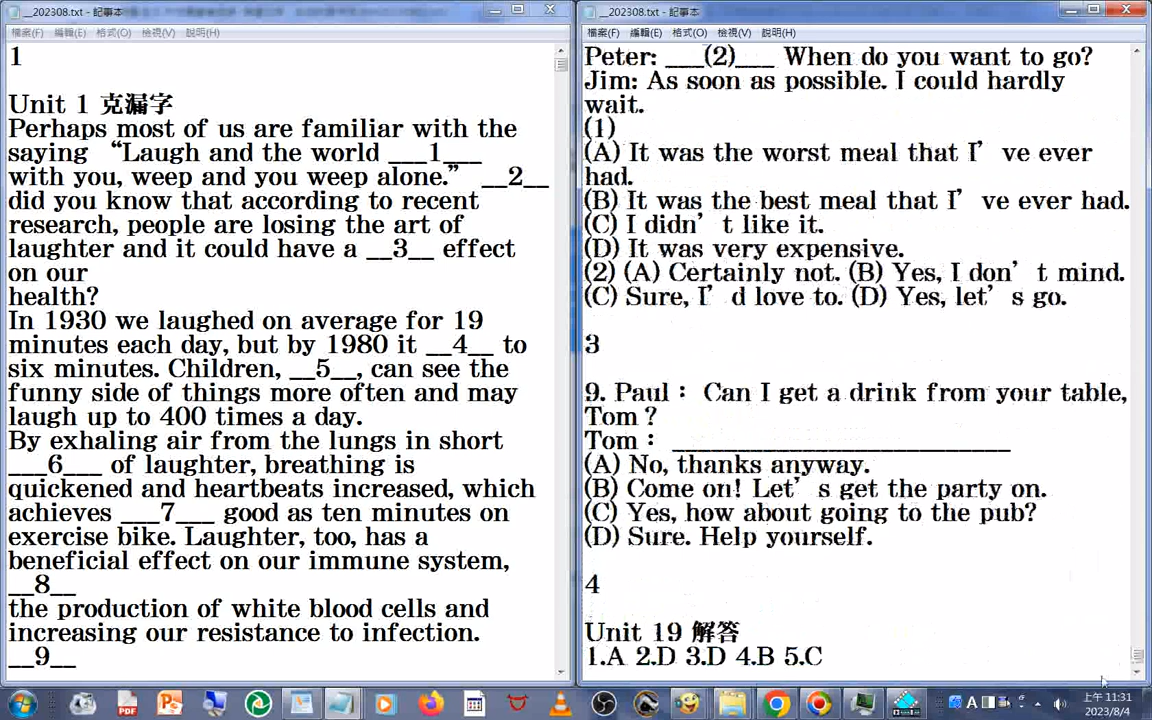 __202308.txt - 記事本
檔案(F) 編輯(E) 格式(O) 檢視(V) 說明(H)
1
Unit 1 克漏字
Perhaps most of us are familiar with the
saying “Laugh and the world ___1___
with you, weep and you weep alone.” __2__
did you know that according to recent
research, people are losing the art of
laughter and it could have a __3__ effect
on our
health?
In 1930 we laughed on average for 19
minutes each day, but by 1980 it __4__ to
six minutes. Children, __5__, can see the
funny side of things more often and may
laugh up to 400 times a day.
By exhaling air from the lungs in short
___6___ of laughter, breathing is
quickened and heartbeats increased, which
achieves ___7___ good as ten minutes on
exercise bike. Laughter, too, has a
beneficial effect on our immune system,
__8__
the production of white blood cells and
increasing our resistance to infection.
__9__
__202308.txt - 記事本
檔案(F) 編輯(E) 格式(O) 檢視(V) 說明(H)
Peter: ___(2)___ When do you want to go?
Jim: As soon as possible. I could hardly
wait.
(1)
(A) It was the worst meal that I’ve ever
had.
(B) It was the best meal that I’ve ever had.
(C) I didn’t like it.
(D) It was very expensive.
(2) (A) Certainly not. (B) Yes, I don’t mind.
(C) Sure, I’d love to. (D) Yes, let’s go.
3
9. Paul： Can I get a drink from your table,
Tom？
Tom： __________________________
(A) No, thanks anyway.
(B) Come on! Let’s get the party on.
(C) Yes, how about going to the pub?
(D) Sure. Help yourself.
4
Unit 19 解答
1.A 2.D 3.D 4.B 5.C
PDF
A
上午 11:31
2023/8/4